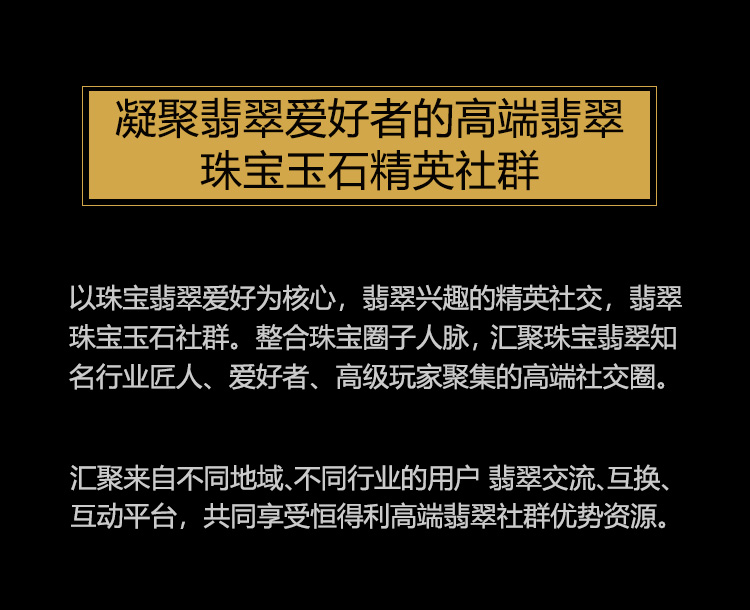 凝聚翡翠爱好者的高端翡翠
珠宝玉石精英社群
以珠宝翡翠爱好为核心，翡翠兴趣的精英社交，翡翠
珠宝玉石社群。整合珠宝圈子人脉，汇聚珠宝翡翠知
名行业匠人、爱好者、高级玩家聚集的高端社交圈。
汇聚来自不同地域、不同行业的用户 翡翠交流、互换、
互动平台，共同享受恒得利高端翡翠社群优势资源。